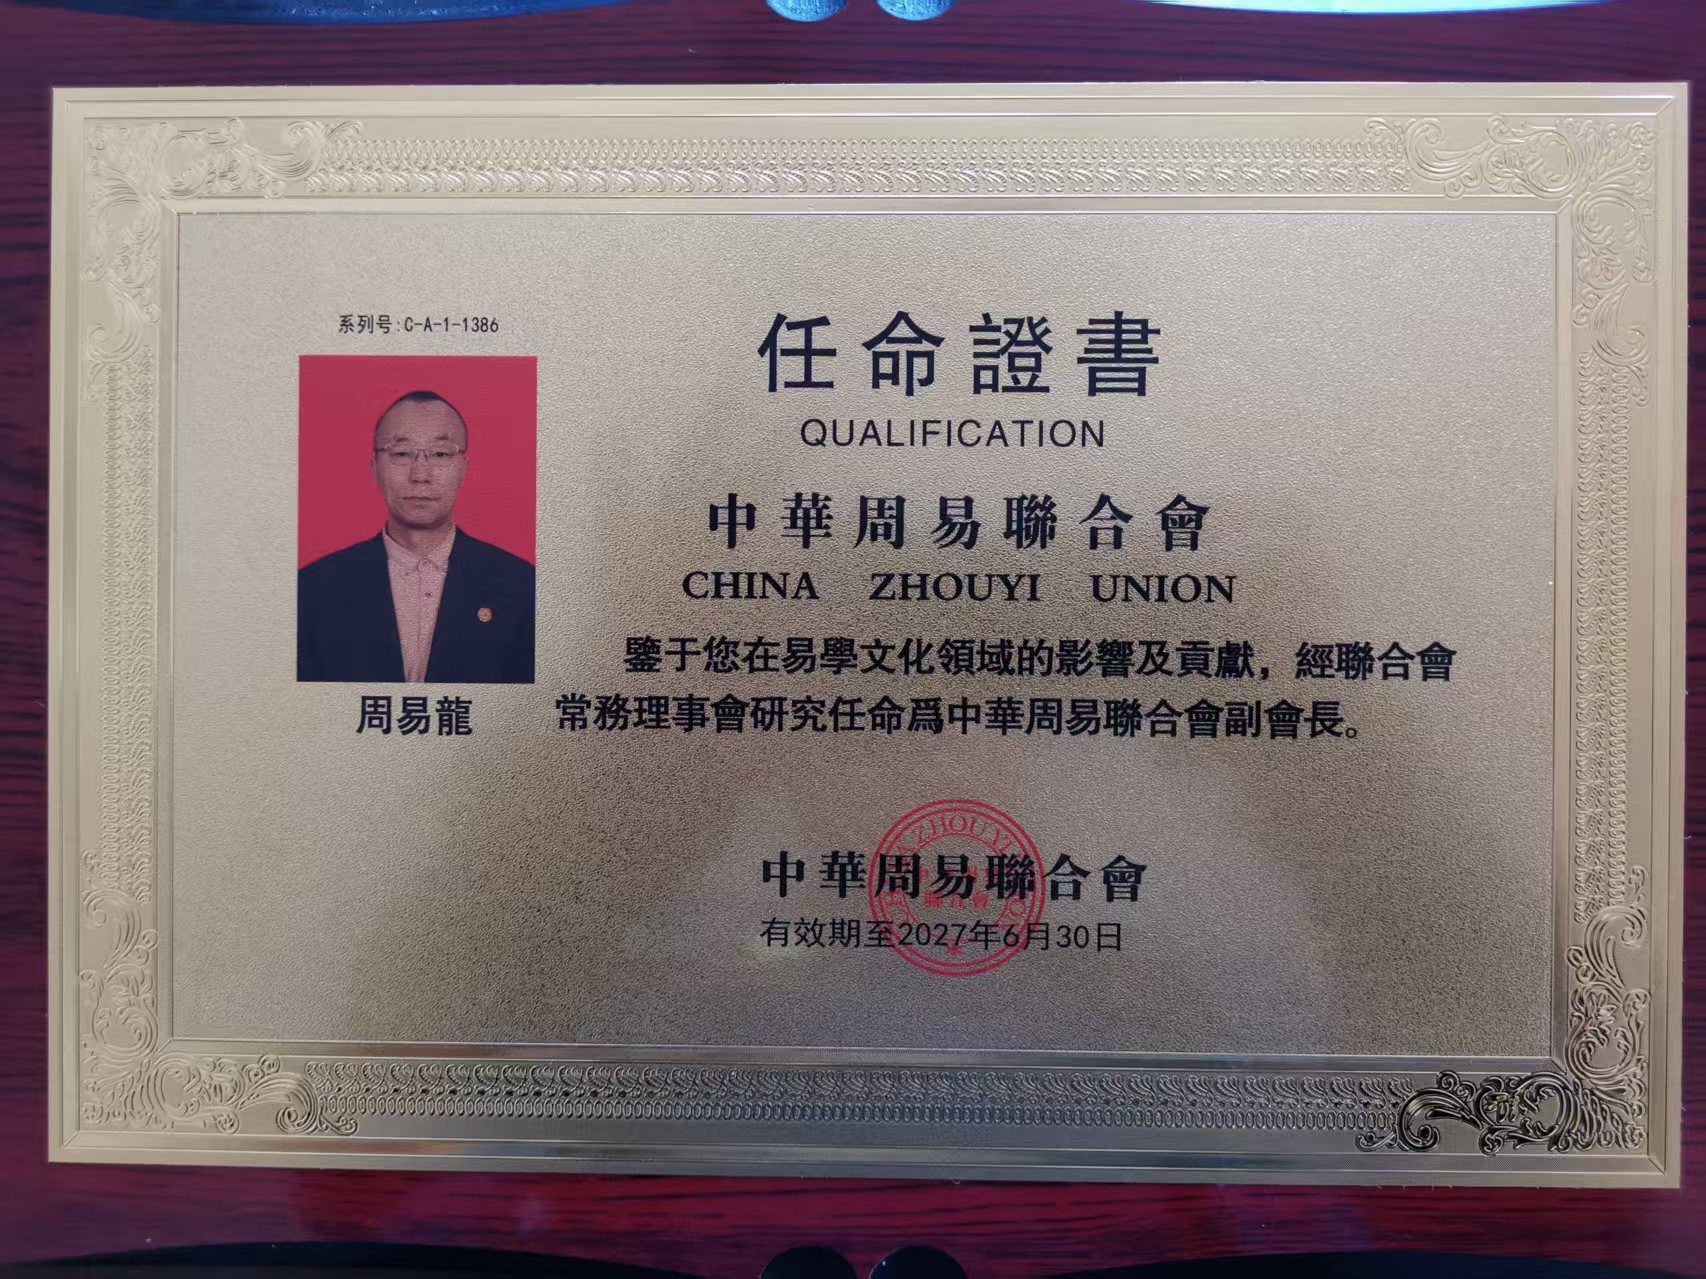 系列号:C-A-1-1386
任命證書
QUALIFICATION
中華周易聯合會
CHINA ZHOUYI UNION
鑒于您在易學文化領域的影響及貢獻，經聯合會
常務理事會研究任命爲中華周易聯合會副會長。
周易龍
中華周易聯合會
有效期至2027年6月30日
ZHOUYI
聯合會